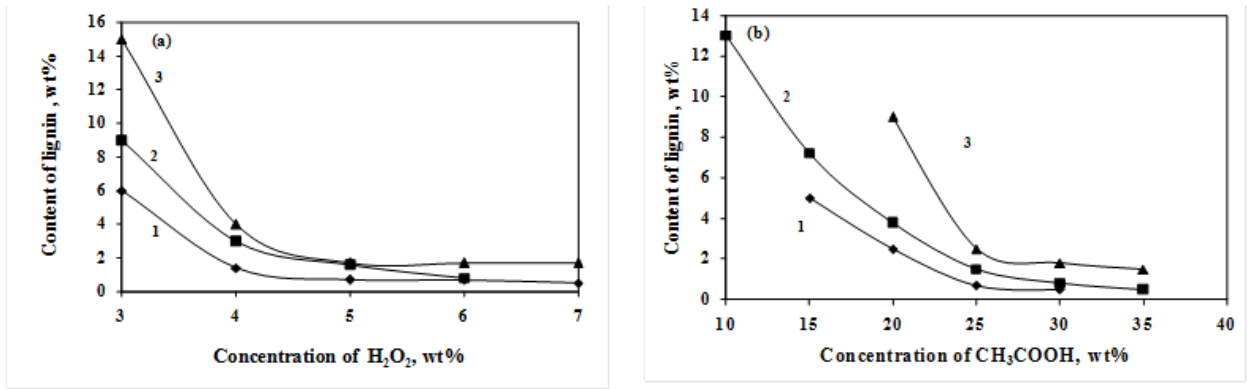 (a)
Content of lignin , wt%
16
14
12
10
8
6
4
2
0
3
2
1
3 4 5 6 7
Concentration of H₂O₂, wt%
(b)
Content of lignin, wt%
14
12
10
8
6
4
2
0
2
3
1
10 15 20 25 30 35 40
Concentration of CH₃COOH, wt%